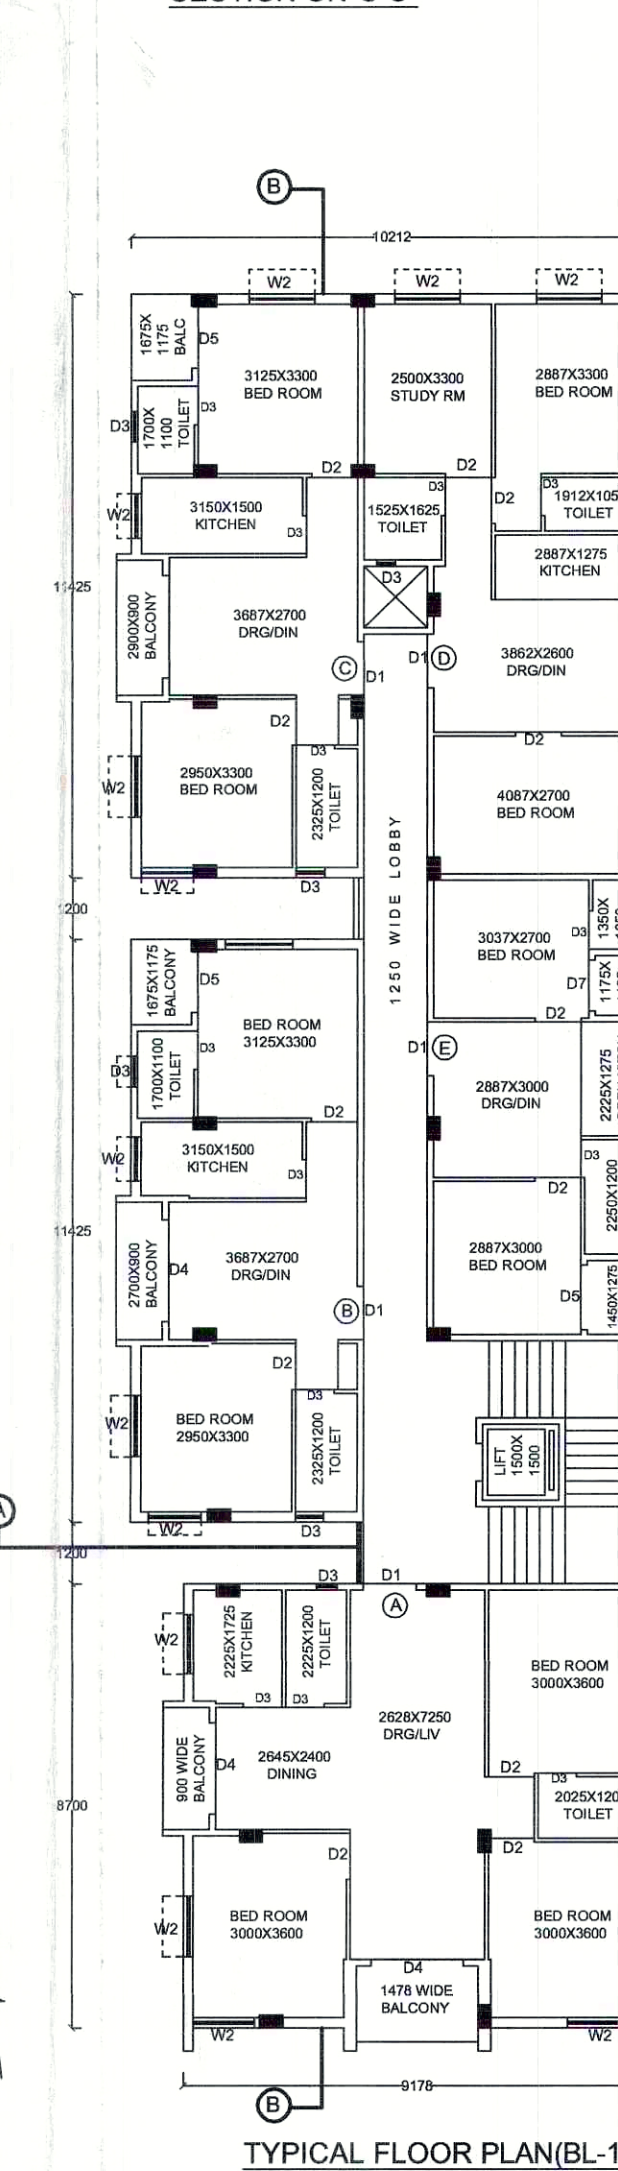 B
10212
W2
W2
W2
1675X
1175
BALC
D5
3125X3300
BED ROOM
2500X3300
STUDY RM
2887X3300
BED ROOM
D3
1700X
1100
TOILET
D3
D2
D2
W2
3150X1500
KITCHEN
D3
D3
1525X1625
TOILET
D2
D3
1912X105
TOILET
2887X1275
KITCHEN
11425
D3
2900X900
BALCONY
3687X2700
DRG/DIN
C
D1
D1
D
3862X2600
DRG/DIN
D2
D2
W2
2950X3300
BED ROOM
D3
2325X1200
TOILET
4087X2700
BED ROOM
W2
D3
1200
1250 WIDE LOBBY
3037X2700
BED ROOM
D3
1350X
D7
1175X
D2
1675X1175
BALCONY
D5
BED ROOM
3125X3300
D3
1700X1100
TOILET
D3
D2
D1
E
2887X3000
DRG/DIN
2225X1275
W2
3150X1500
KITCHEN
D3
D3
2250X1200
D2
11425
2700X900
BALCONY
D4
3687X2700
DRG/DIN
B
D1
2887X3000
BED ROOM
D5
1450X1275
D2
W2
BED ROOM
2950X3300
D3
2325X1200
TOILET
LIFT
1500X
1500
W2
D3
A
1200
D3
D1
A
W2
2225X1725
KITCHEN
D3
2225X1200
TOILET
D3
BED ROOM
3000X3600
2628X7250
DRG/LIV
900 WIDE
BALCONY
D4
2645X2400
DINING
D2
D3
2025X120
TOILET
8700
D2
D2
W2
BED ROOM
3000X3600
BED ROOM
3000X3600
D4
1478 WIDE
BALCONY
W2
W2
9178
B
TYPICAL FLOOR PLAN(BL-1